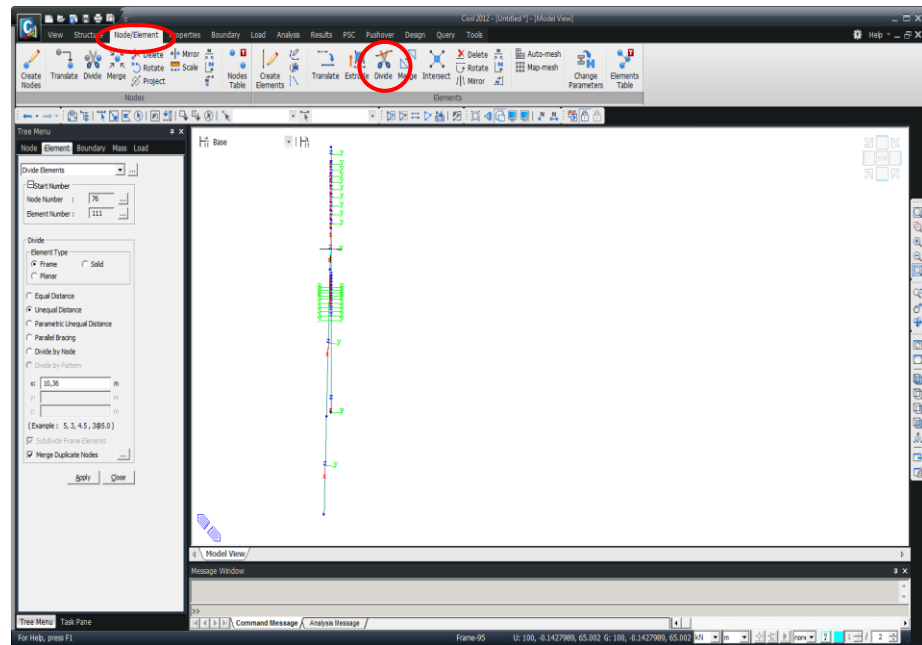 Civil 2012 - [Untitled *] - [Model View]
View Structure Node/Element Properties Boundary Load Analysis Results PSC Pushover Design Query Tools Help
Create Nodes Translate Divide Merge Delete Rotate Project Mirror Scale Nodes Table Create Elements Translate Extrude Divide Merge Intersect Delete Rotate Mirror Auto-mesh Map-mesh Change Parameters Elements Table
Nodes Elements
Base
Tree Menu
Node Element Boundary Mass Load
Divide Elements
Start Number
Node Number : 76
Element Number : 111
Divide
Element Type
Frame Solid
Planar
Equal Distance
Unequal Distance
Parametric Unequal Distance
Parallel Bracing
Divide by Node
Divide by Pattern
x: 10,36 m
y: m
z: m
(Example : 5, 3, 4.5 , 3@5.0 )
Subdivide Frame Elements
Merge Duplicate Nodes
Apply Close
Model View
Message Window
>>
Tree Menu Task Pane
Command Message Analysis Message
For Help, press F1
Frame-95 U: 100, -0.1427989, 65.002 G: 100, -0.1427989, 65.002 kN m none 1 / 2